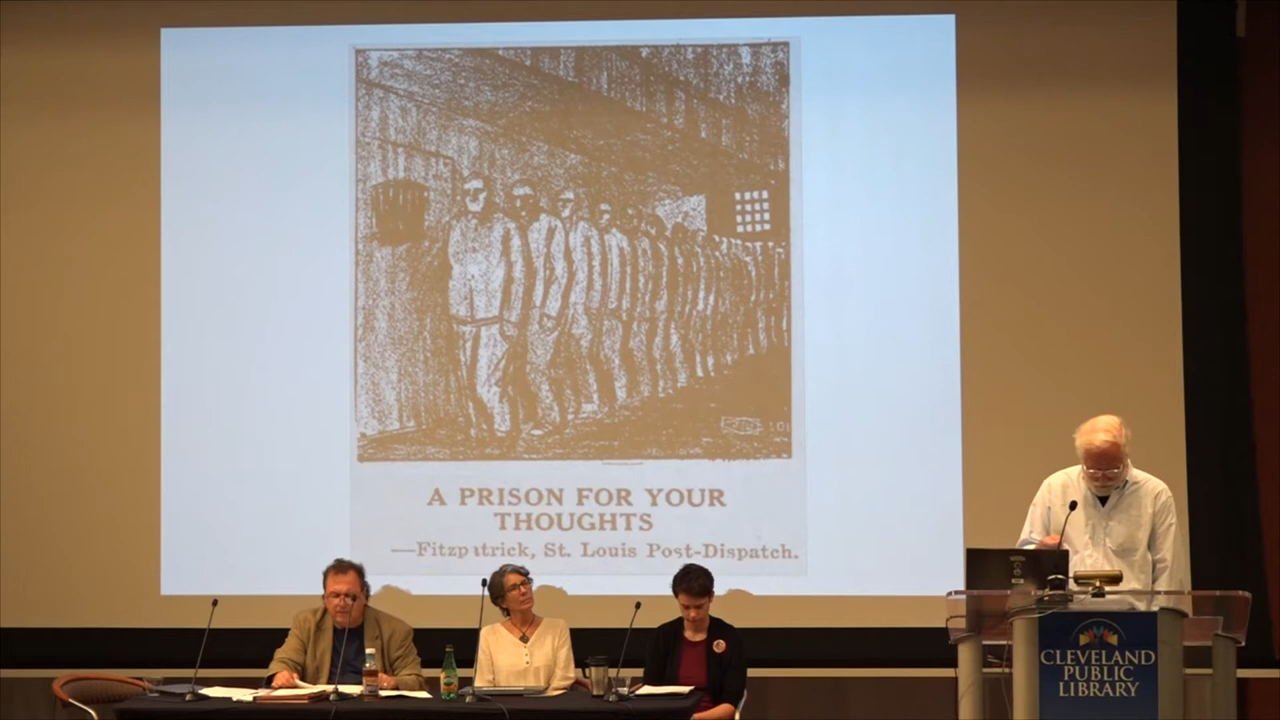 A PRISON FOR YOUR
THOUGHTS
—Fitzpatrick, St. Louis Post-Dispatch.
CLEVELAND
PUBLIC
LIBRARY